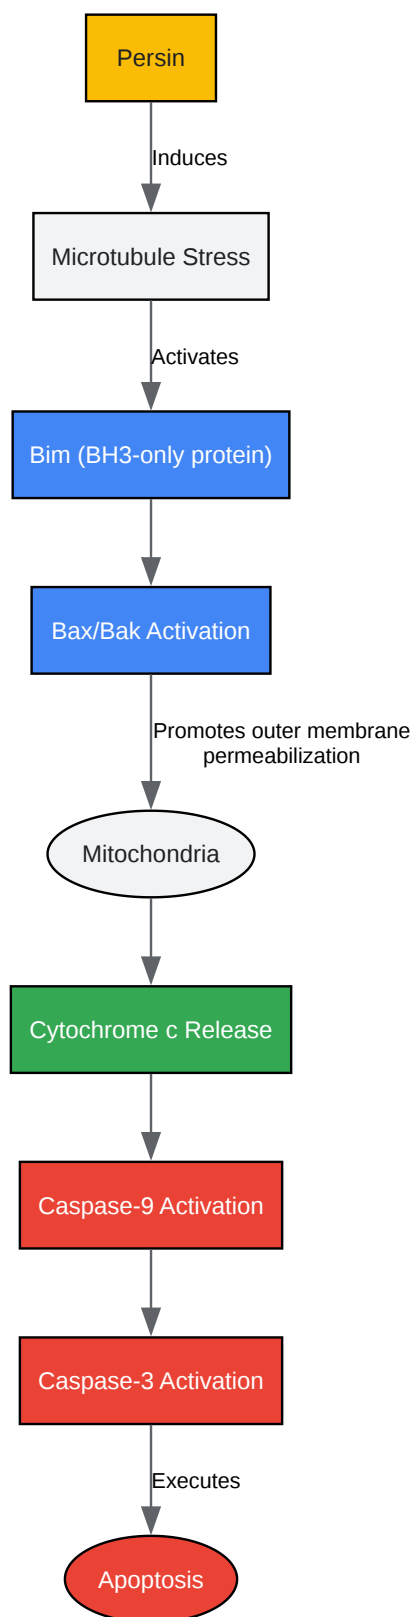 Persin
Induces
Microtubule Stress
Activates
Bim (BH3-only protein)
Bax/Bak Activation
Promotes outer membrane
permeabilization
Mitochondria
Cytochrome c Release
Caspase-9 Activation
Caspase-3 Activation
Executes
Apoptosis